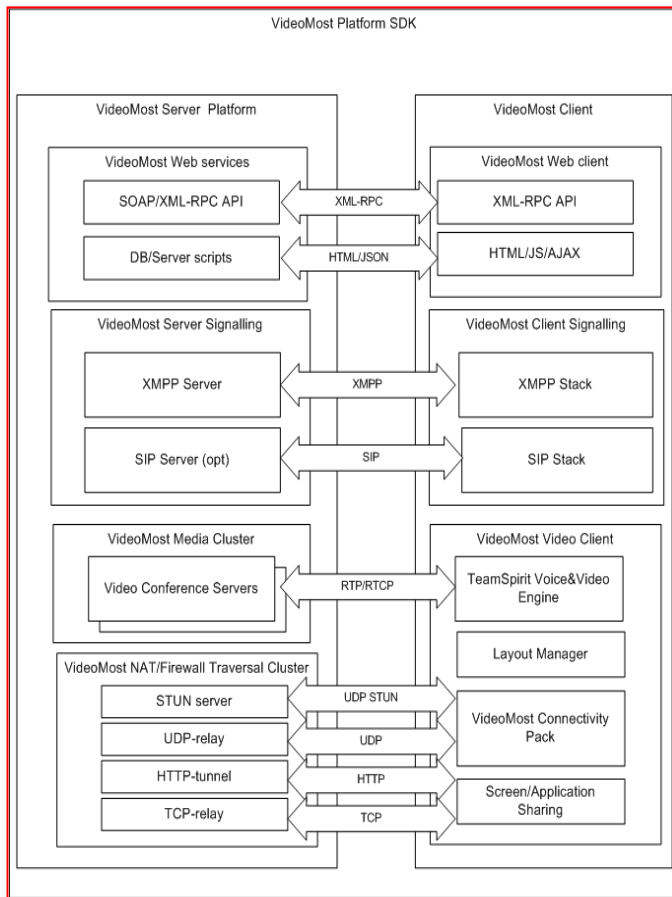 VideoMost Platform SDK
VideoMost Server Platform
VideoMost Web services
SOAP/XML-RPC API
DB/Server scripts
VideoMost Server Signalling
XMPP Server
SIP Server (opt)
VideoMost Media Cluster
Video Conference Servers
VideoMost NAT/Firewall Traversal Cluster
STUN server
UDP-relay
HTTP-tunnel
TCP-relay
XML-RPC
HTML/JSON
XMPP
SIP
RTP/RTCP
UDP STUN
UDP
HTTP
TCP
VideoMost Client
VideoMost Web client
XML-RPC API
HTML/JS/AJAX
VideoMost Client Signalling
XMPP Stack
SIP Stack
VideoMost Video Client
TeamSpirit Voice&Video
Engine
Layout Manager
VideoMost Connectivity
Pack
Screen/Application
Sharing